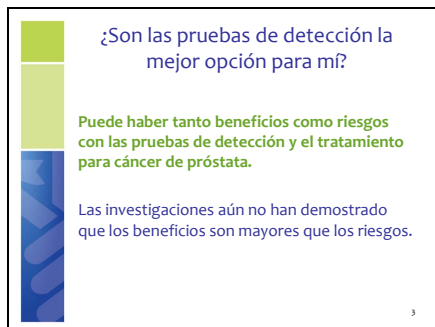 ¿Son las pruebas de detección la
mejor opción para mí?
Puede haber tanto beneficios como riesgos
con las pruebas de detección y el tratamiento
para cáncer de próstata.
Las investigaciones aún no han demostrado
que los beneficios son mayores que los riesgos.
3